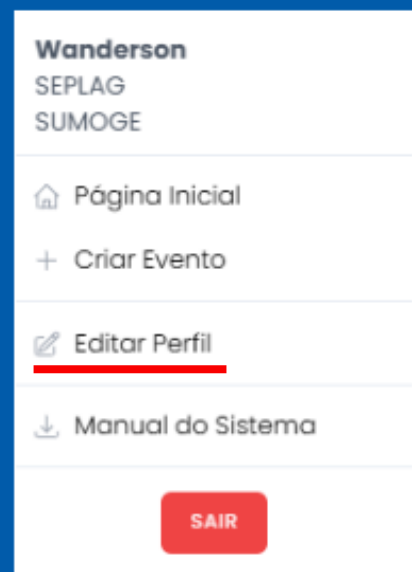 Wanderson
SEPLAG
SUMOGE
Página Inicial
Criar Evento
Editar Perfil
Manual do Sistema
SAIR